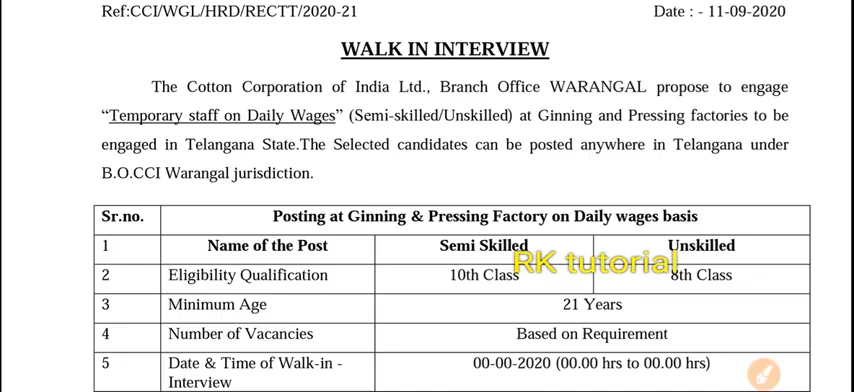 Ref:CCI/WGL/HRD/RECTT/2020-21 Date : - 11-09-2020
WALK IN INTERVIEW
The Cotton Corporation of India Ltd., Branch Office WARANGAL propose to engage
“Temporary staff on Daily Wages” (Semi-skilled/Unskilled) at Ginning and Pressing factories to be
engaged in Telangana State.The Selected candidates can be posted anywhere in Telangana under
B.O.CCI Warangal jurisdiction.
Sr.no. Posting at Ginning & Pressing Factory on Daily wages basis
1 Name of the Post Semi Skilled Unskilled
RK tutorial
2 Eligibility Qualification 10th Class 8th Class
3 Minimum Age 21 Years
4 Number of Vacancies Based on Requirement
5 Date & Time of Walk-in - 00-00-2020 (00.00 hrs to 00.00 hrs)
Interview